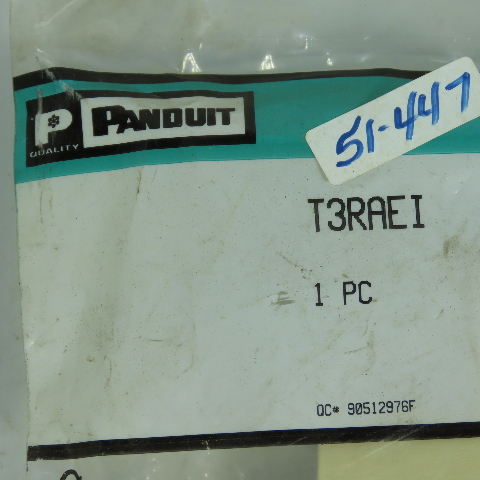 P
QUALITY
PANDUIT
51-447
T3RAEI
1 PC
QC# 90512976F